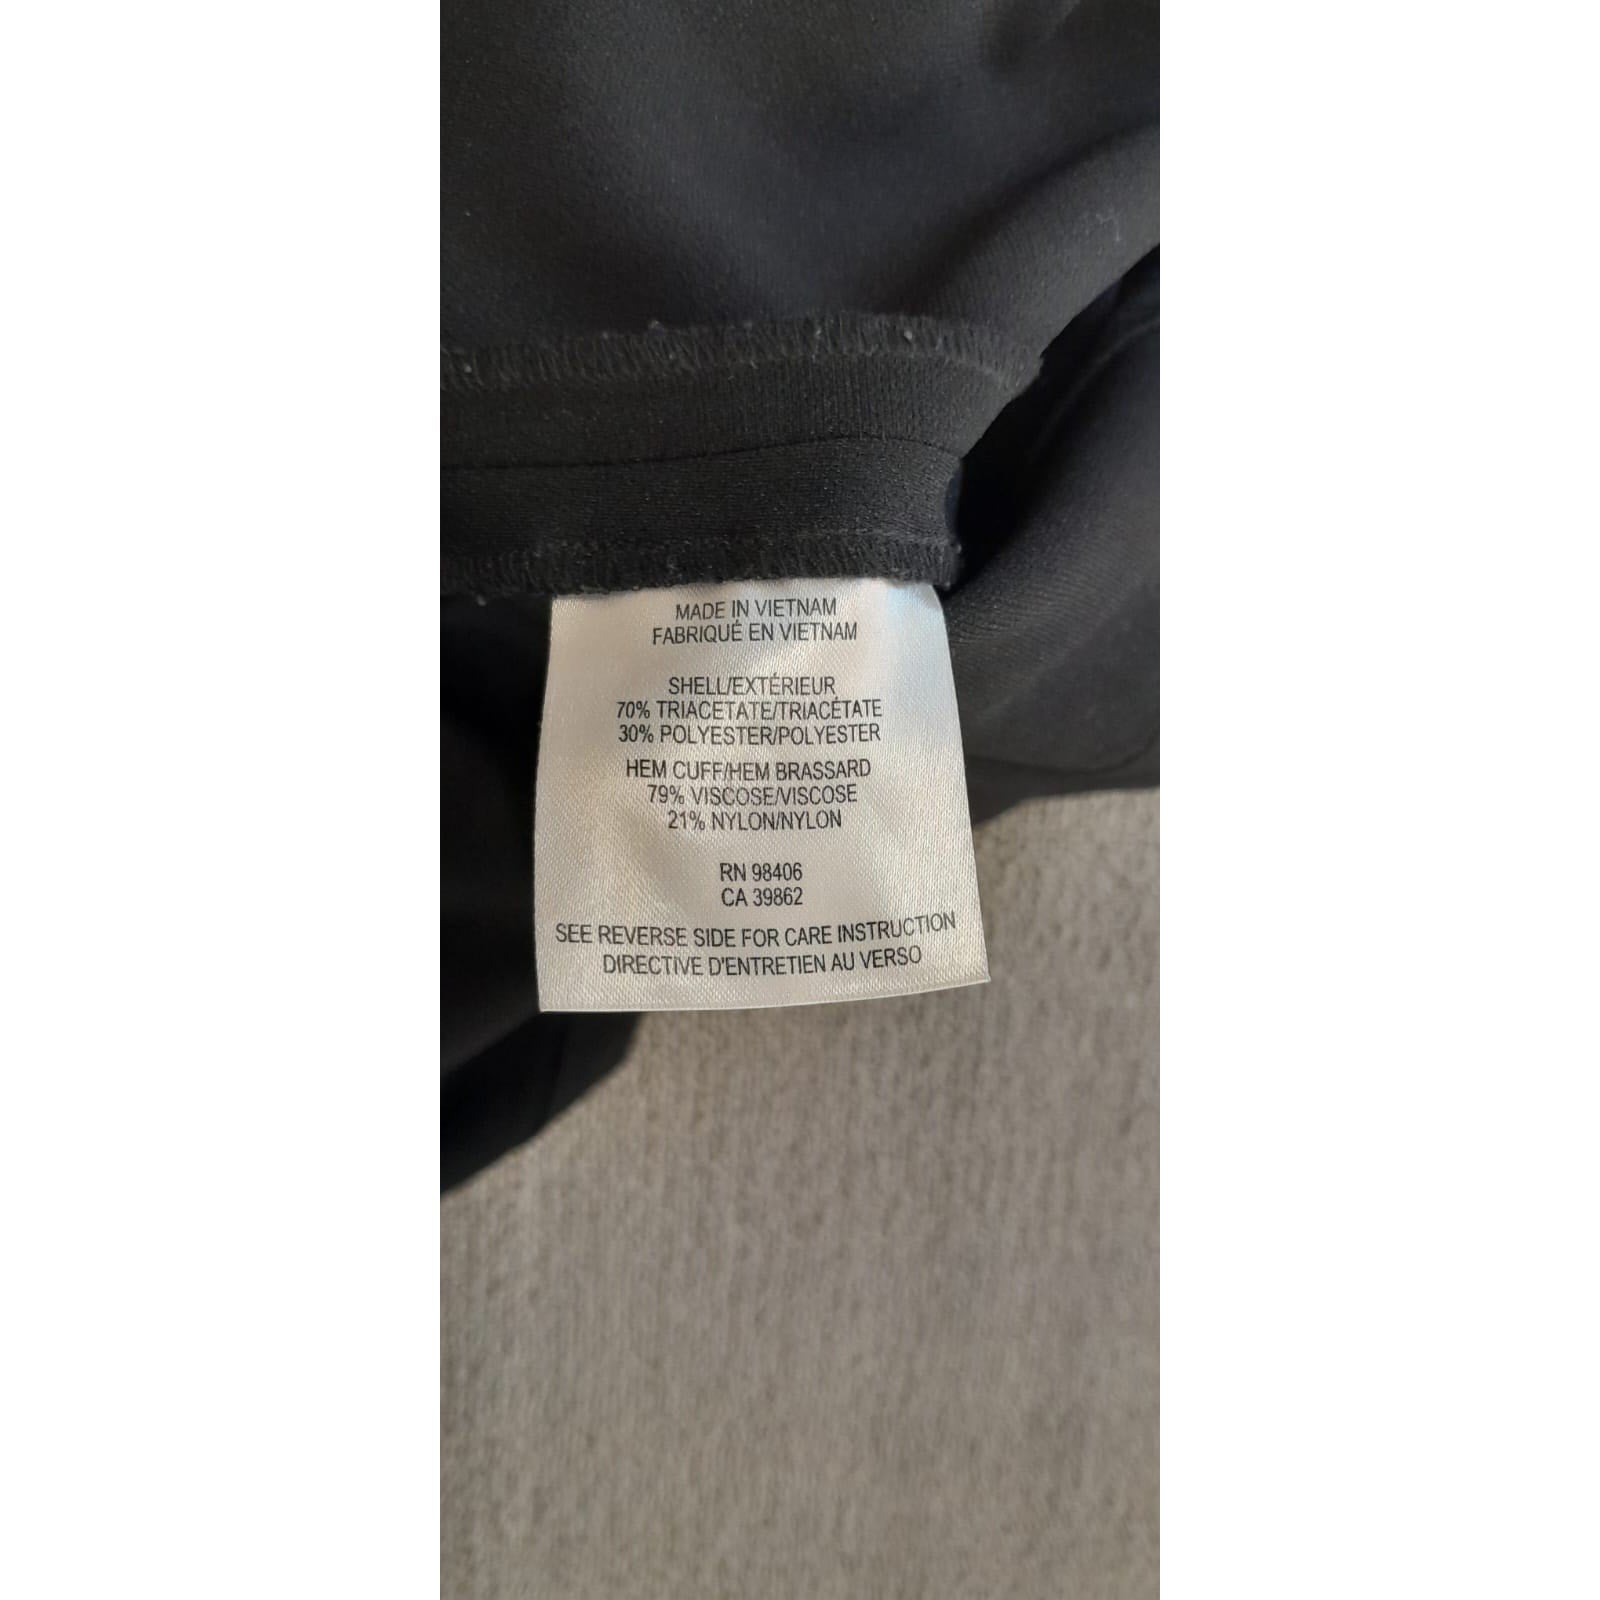 MADE IN VIETNAM
FABRIQUÉ EN VIETNAM
SHELL/EXTÉRIEUR
70% TRIACETATE/TRIACÉTATE
30% POLYESTER/POLYESTER
HEM CUFF/HEM BRASSARD
79% VISCOSE/VISCOSE
21% NYLON/NYLON
RN 98406
CA 39862
SEE REVERSE SIDE FOR CARE INSTRUCTION
DIRECTIVE D'ENTRETIEN AU VERSO